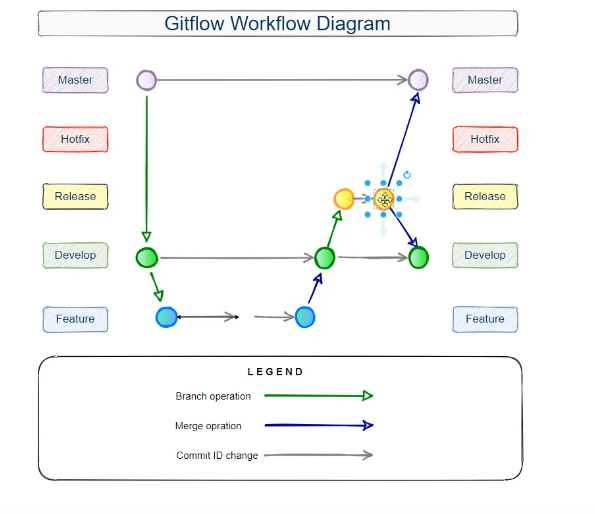 Gitflow Workflow Diagram
Master Master
Hotfix Hotfix
Release Release
Develop Develop
Feature Feature
LEGEND
Branch operation
Merge opration
Commit ID change